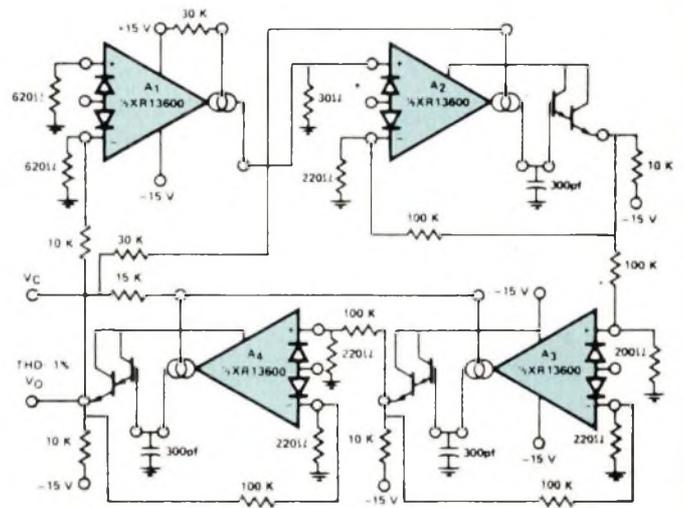 +15 V
30 K
A1
½XR13600
620Ω
620Ω
-15 V
A2
½XR13600
220Ω
300pf
10 K
-15 V
100 K
10 K
30 K
100 K
VC
15 K
THD 1%
VO
10 K
-15 V
300pf
A4
½XR13600
220Ω
100 K
220Ω
100 K
10 K
-15 V
300pf
-15 V
A3
½XR13600
200Ω
220Ω
-15 V
100 K